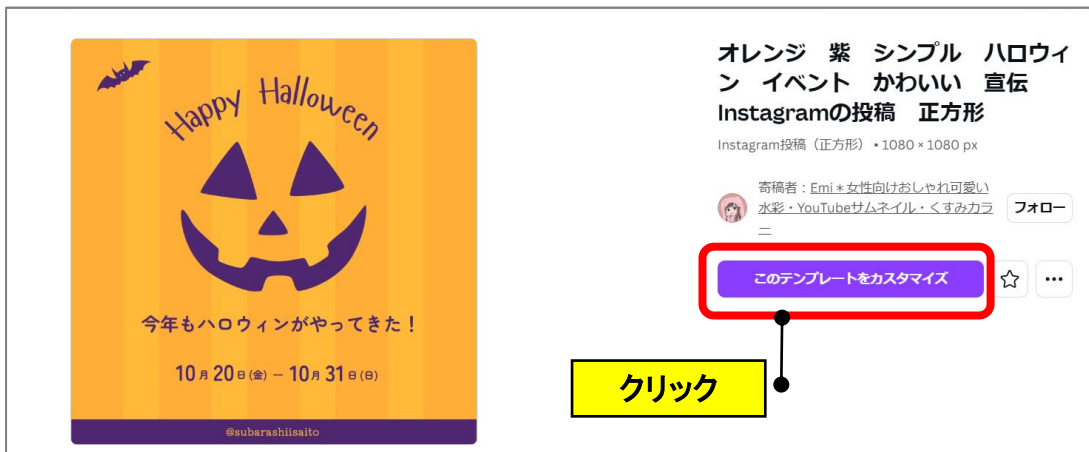 Happy Halloween
今年もハロウィンがやってきた！
10月20日(金) － 10月31日(日)
@subarashiisaito
オレンジ　紫　シンプル　ハロウィ
ン　イベント　かわいい　宣伝
Instagramの投稿　正方形
Instagram投稿（正方形） • 1080 × 1080 px
寄稿者：Emi＊女性向けおしゃれ可愛い
水彩・YouTubeサムネイル・くすみカラ
ー
フォロー
このテンプレートをカスタマイズ
クリック